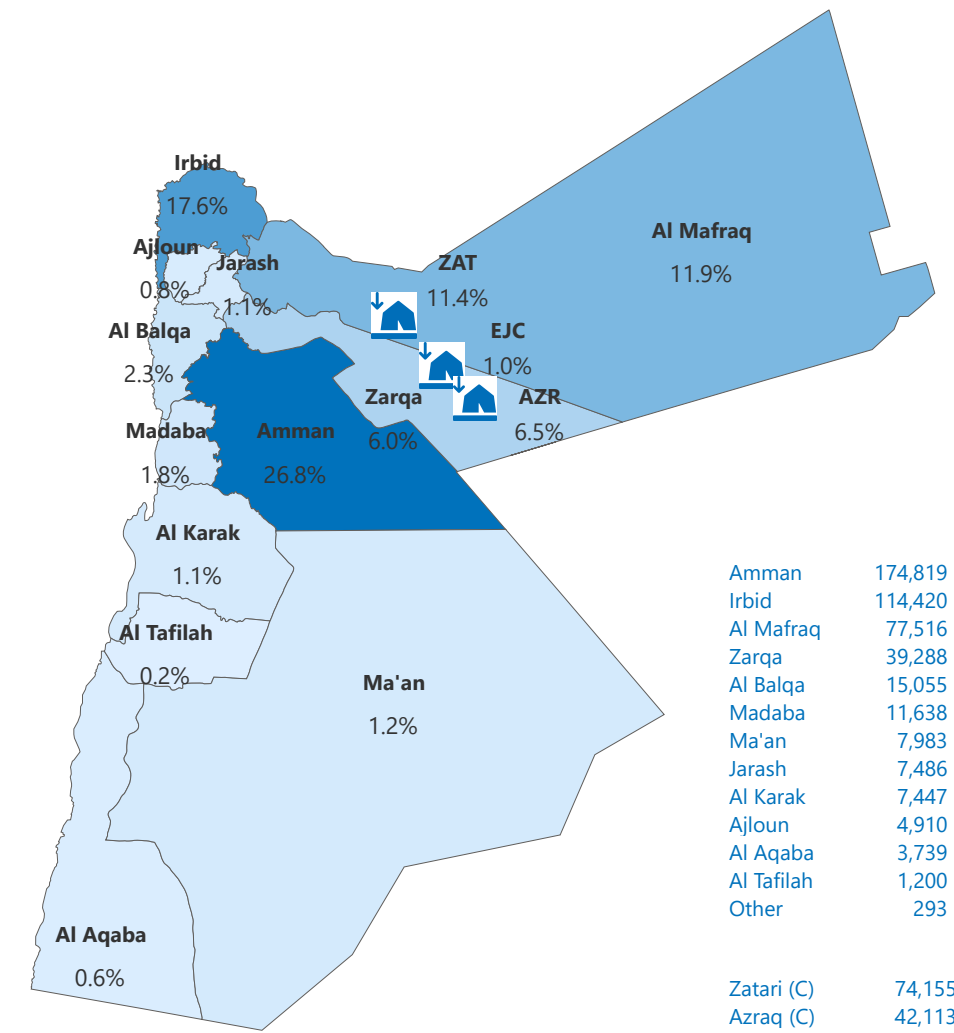 Irbid
17.6%
Ajloun
0.8%
Jarash
1.1%
Al Mafraq
11.9%
ZAT
11.4%
EJC
1.0%
Al Balqa
2.3%
Zarqa
6.0%
AZR
6.5%
Madaba
1.8%
Amman
26.8%
Al Karak
1.1%
Al Tafilah
0.2%
Ma'an
1.2%
Al Aqaba
0.6%
Amman 174,819
Irbid 114,420
Al Mafraq 77,516
Zarqa 39,288
Al Balqa 15,055
Madaba 11,638
Ma'an 7,983
Jarash 7,486
Al Karak 7,447
Ajloun 4,910
Al Aqaba 3,739
Al Tafilah 1,200
Other 293
Zatari (C) 74,155
Azraq (C) 42,113